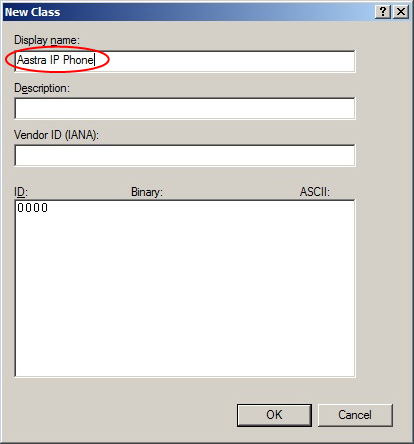 New Class
Display name:
Aastra IP Phone
Description:
Vendor ID (IANA):
ID: Binary: ASCII:
0000
OK Cancel